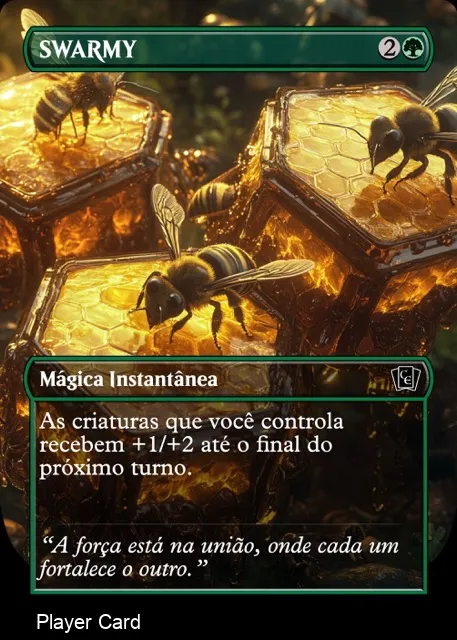 SWARMY 2
Mágica Instantânea
As criaturas que você controla
recebem +1/+2 até o final do
próximo turno.
“A força está na união, onde cada um
fortalece o outro.”
Player Card